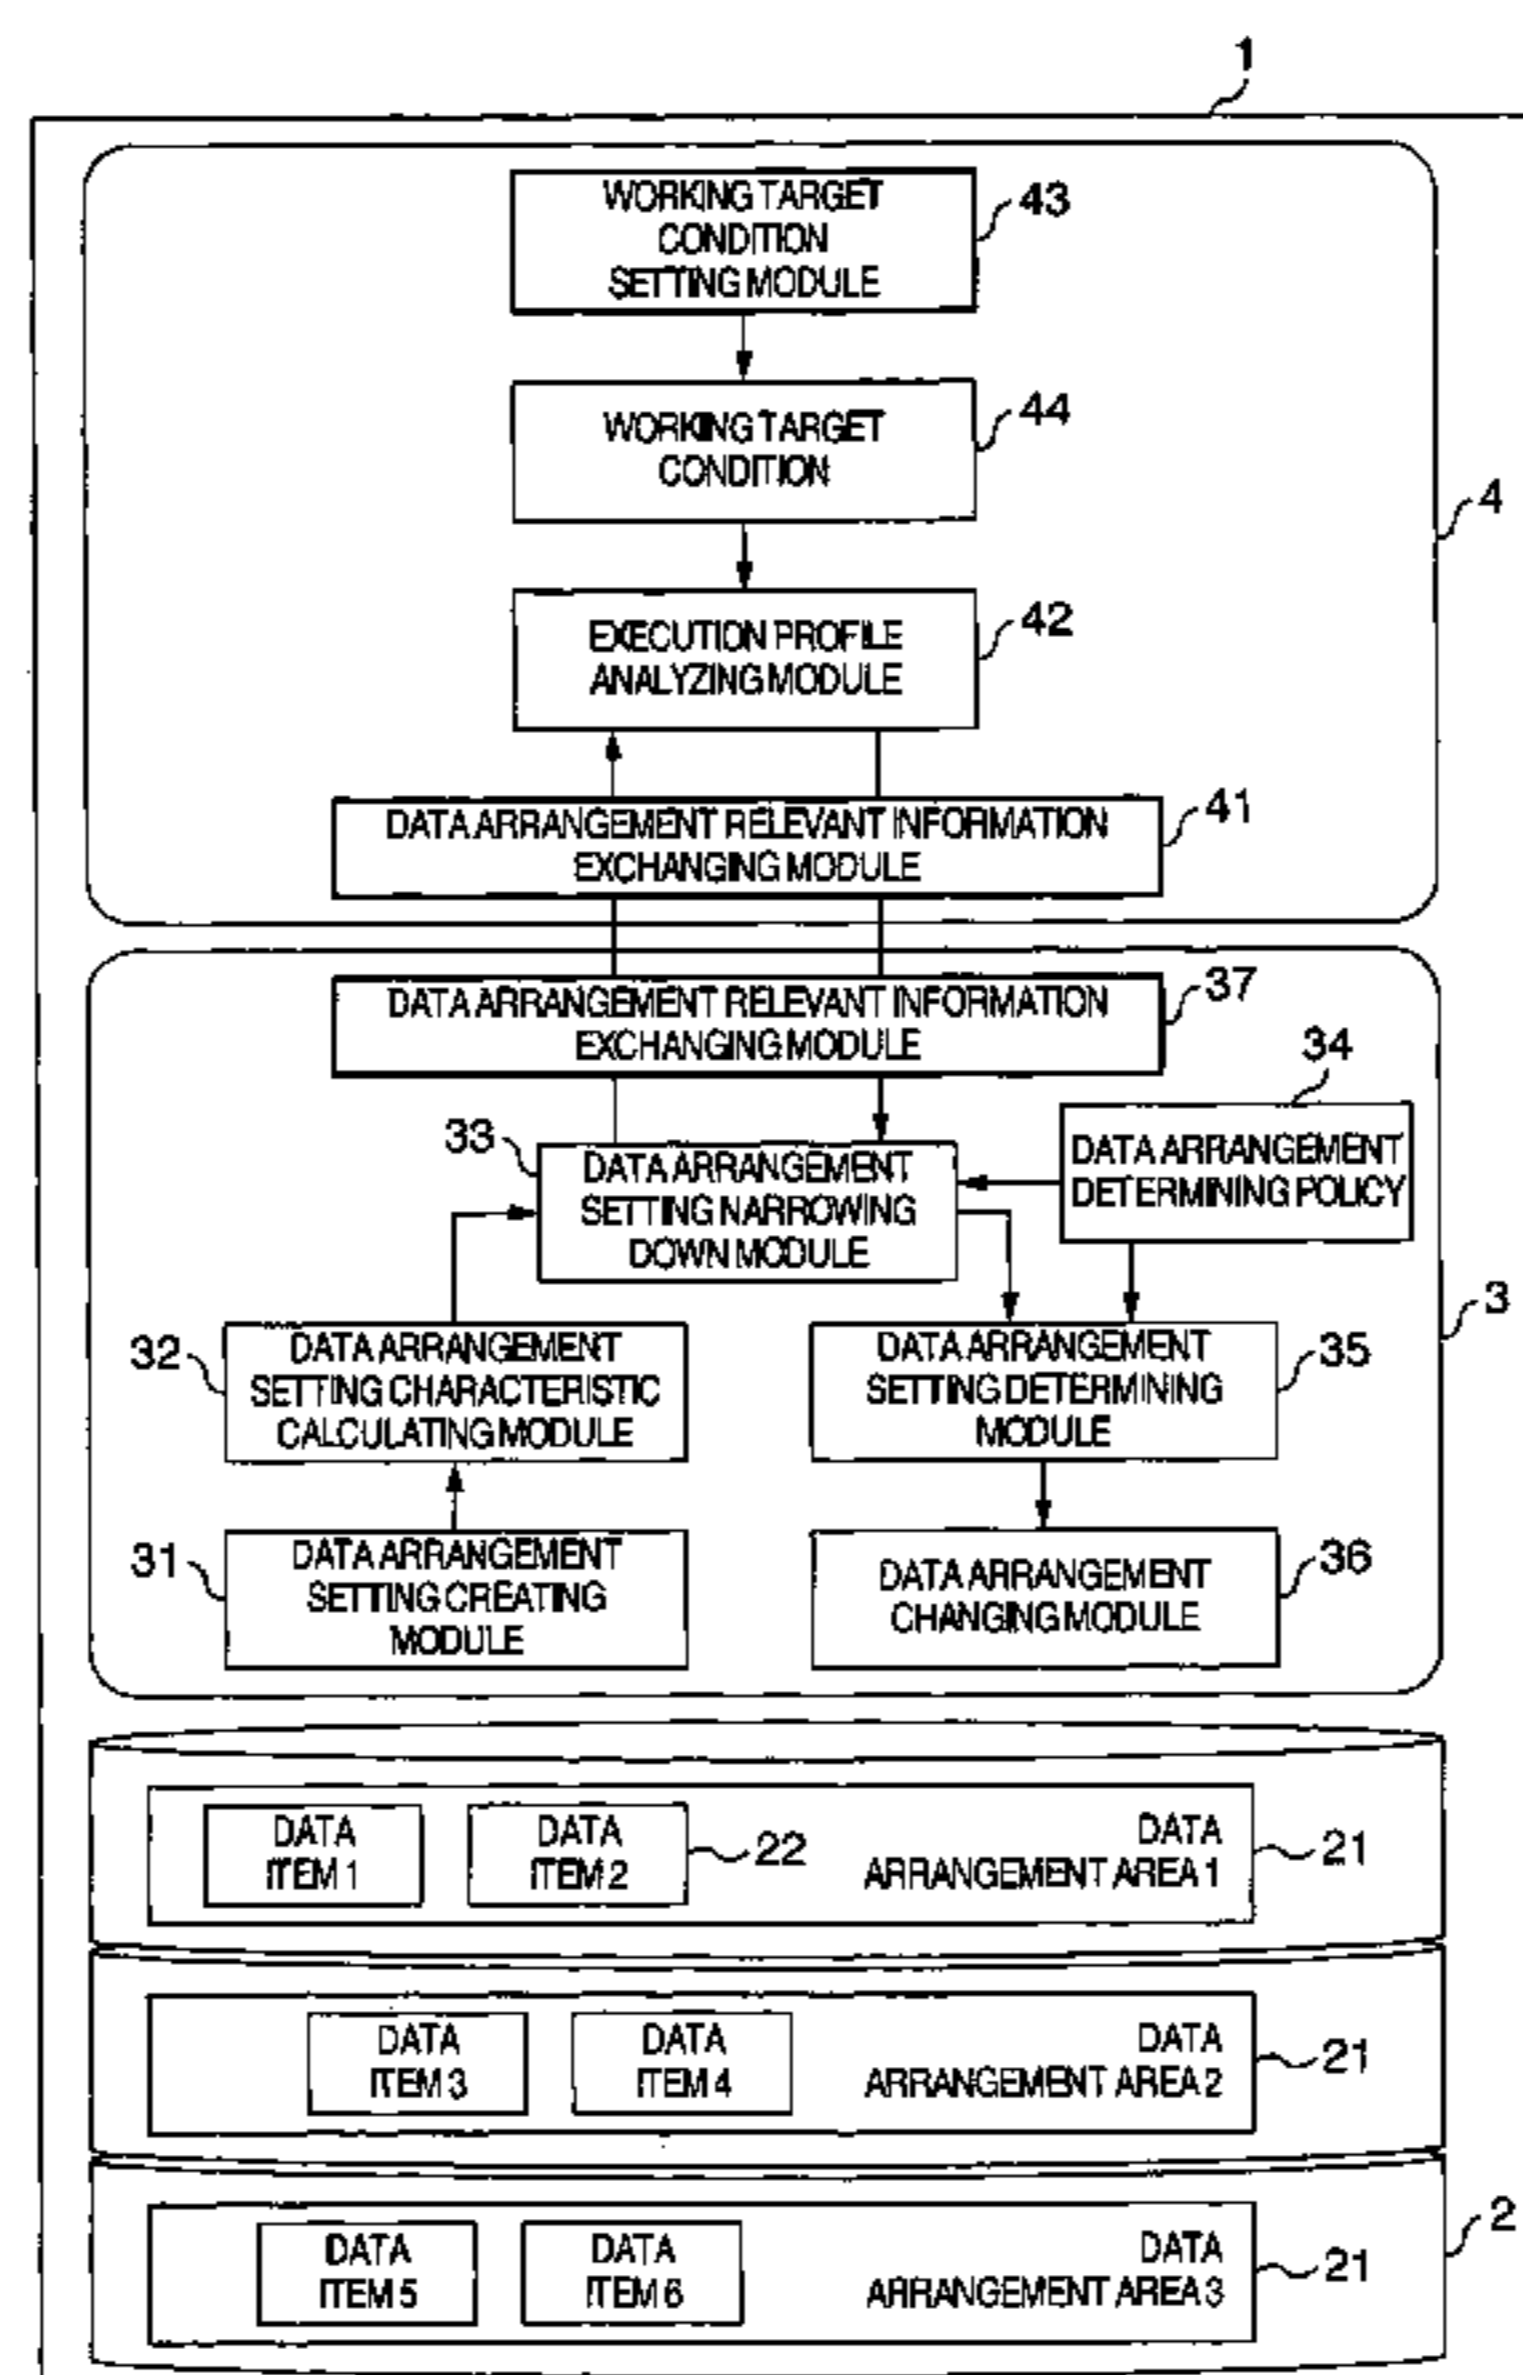 1
WORKING TARGET
CONDITION
SETTING MODULE
43
WORKING TARGET
CONDITION
44
4
EXECUTION PROFILE
ANALYZING MODULE
42
DATA ARRANGEMENT RELEVANT INFORMATION
EXCHANGING MODULE
41
DATA ARRANGEMENT RELEVANT INFORMATION
EXCHANGING MODULE
37
34
33
DATA ARRANGEMENT
SETTING NARROWING
DOWN MODULE
DATA ARRANGEMENT
DETERMINING POLICY
3
32
DATA ARRANGEMENT
SETTING CHARACTERISTIC
CALCULATING MODULE
DATA ARRANGEMENT
SETTING DETERMINING
MODULE
35
31
DATA ARRANGEMENT
SETTING CREATING
MODULE
DATA ARRANGEMENT
CHANGING MODULE
36
DATA
ITEM 1
DATA
ITEM 2
22
DATA
ARRANGEMENT AREA 1
21
DATA
ITEM 3
DATA
ITEM 4
DATA
ARRANGEMENT AREA 2
21
DATA
ITEM 5
DATA
ITEM 6
DATA
ARRANGEMENT AREA 3
21
2